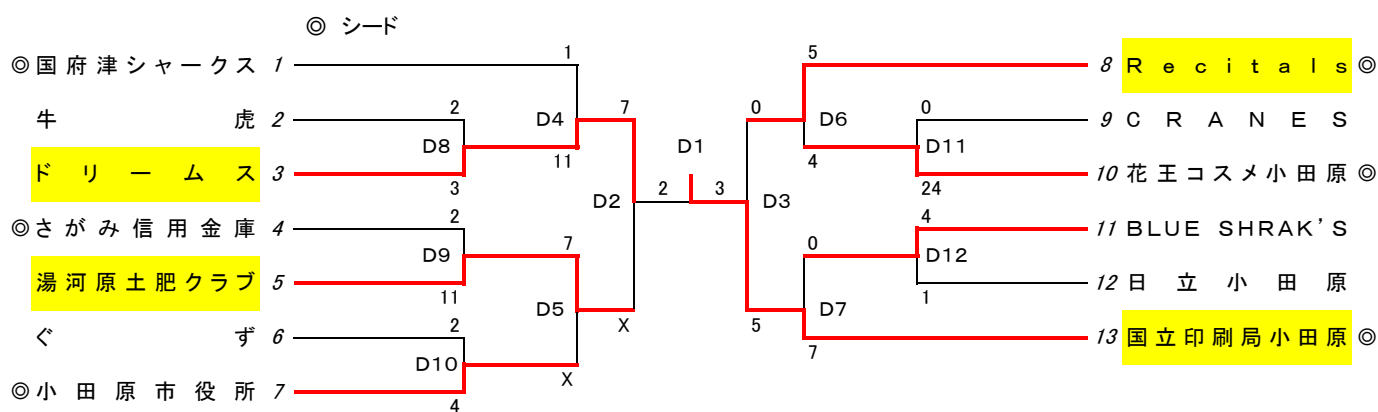 ◎ シード
◎国府津シャークス 1
牛虎 2
ドリームス 3
◎さがみ信用金庫 4
湯河原土肥クラブ 5
ぐず 6
◎小田原市役所 7
1
2
D8
3
D4
11
2
D9
11
2
D10
4
7
D5
X
7
D2
X
2
D1
3
0
D3
5
5
D6
4
0
D11
24
0
D7
7
4
D12
1
8 Recitals◎
9 CRANES
10 花王コスメ小田原◎
11 BLUE SHRAK'S
12 日立小田原
13 国立印刷局小田原◎